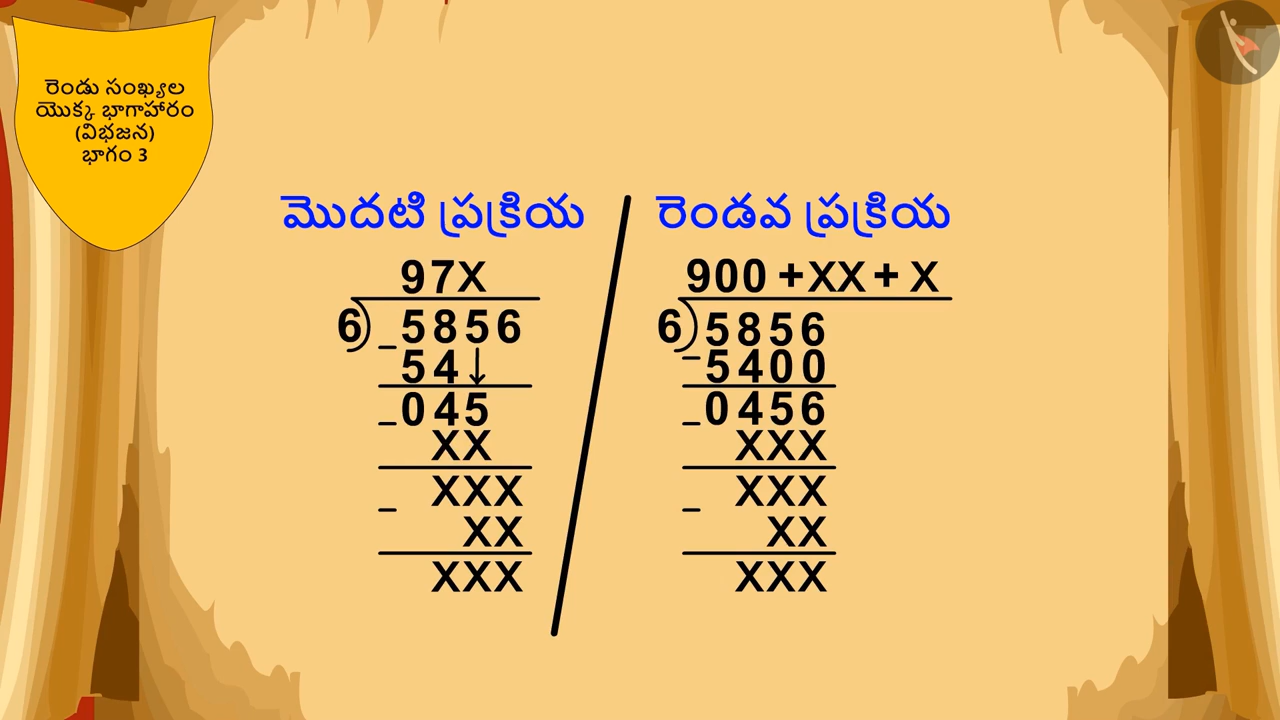 రెండు సంఖ్యల
యొక్క భాగాహారం
(విభజన)
భాగం 3
మొదటి ప్రక్రియ
97X
6) 5856
_
54↓
_ 045
XX
_ XXX
XX
XXX
రెండవ ప్రక్రియ
900 + XX + X
6) 5856
_ 5400
_ 0456
XXX
_ XXX
XX
XXX